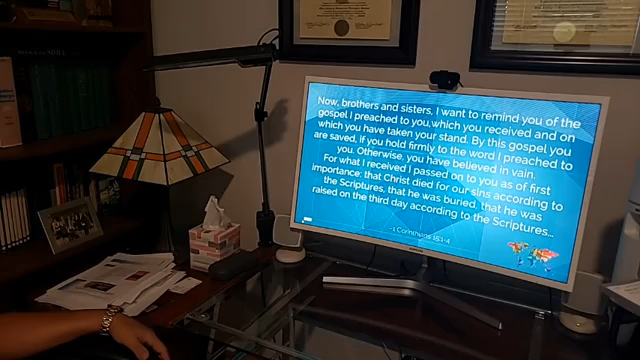 Now, brothers and sisters, I want to remind you of the
gospel I preached to you, which you received and on
which you have taken your stand. By this gospel you
are saved, if you hold firmly to the word I preached to
you. Otherwise, you have believed in vain.
For what I received I passed on to you as of first
importance: that Christ died for our sins according to
the Scriptures, that he was buried, that he was
raised on the third day according to the Scriptures...
-1 Corinthians 15:1-4